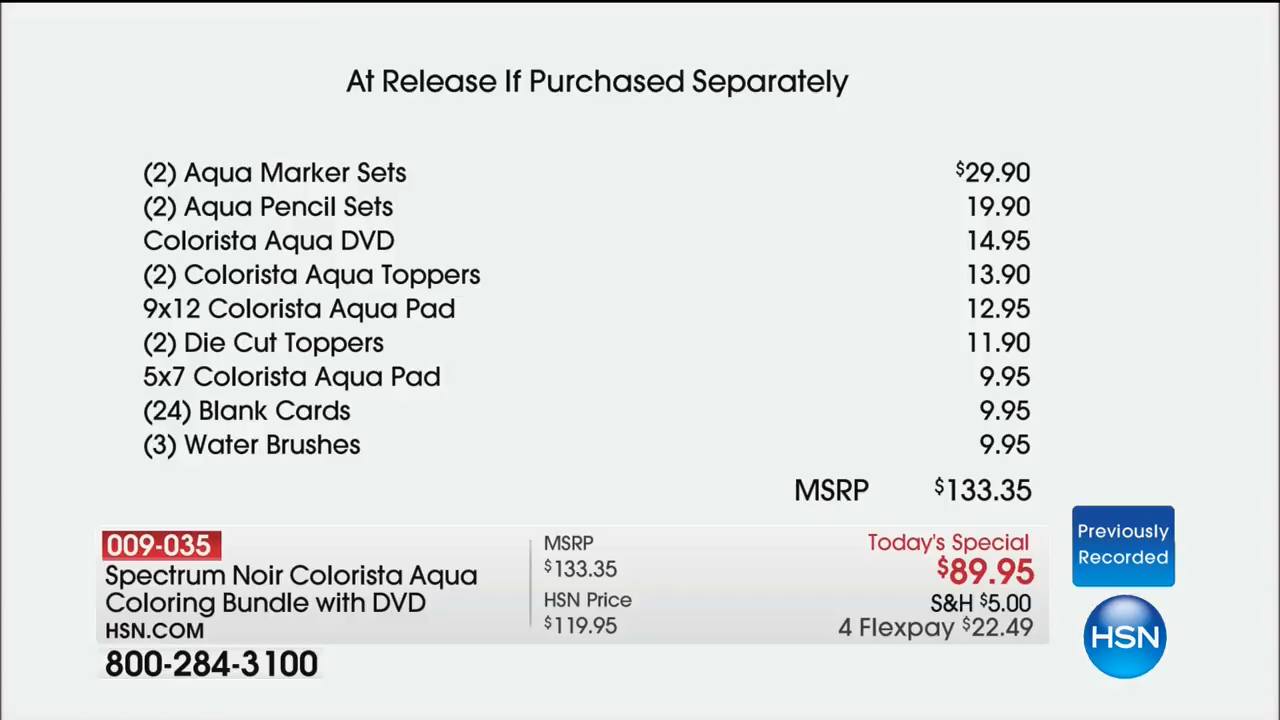 At Release If Purchased Separately
(2) Aqua Marker Sets $29.90
(2) Aqua Pencil Sets 19.90
Colorista Aqua DVD 14.95
(2) Colorista Aqua Toppers 13.90
9x12 Colorista Aqua Pad 12.95
(2) Die Cut Toppers 11.90
5x7 Colorista Aqua Pad 9.95
(24) Blank Cards 9.95
(3) Water Brushes 9.95
MSRP $133.35
009-035
Spectrum Noir Colorista Aqua
Coloring Bundle with DVD
HSN.COM
800-284-3100
MSRP
$133.35
HSN Price
$119.95
Today's Special
$89.95
S&H $5.00
4 Flexpay $22.49
Previously
Recorded
HSN